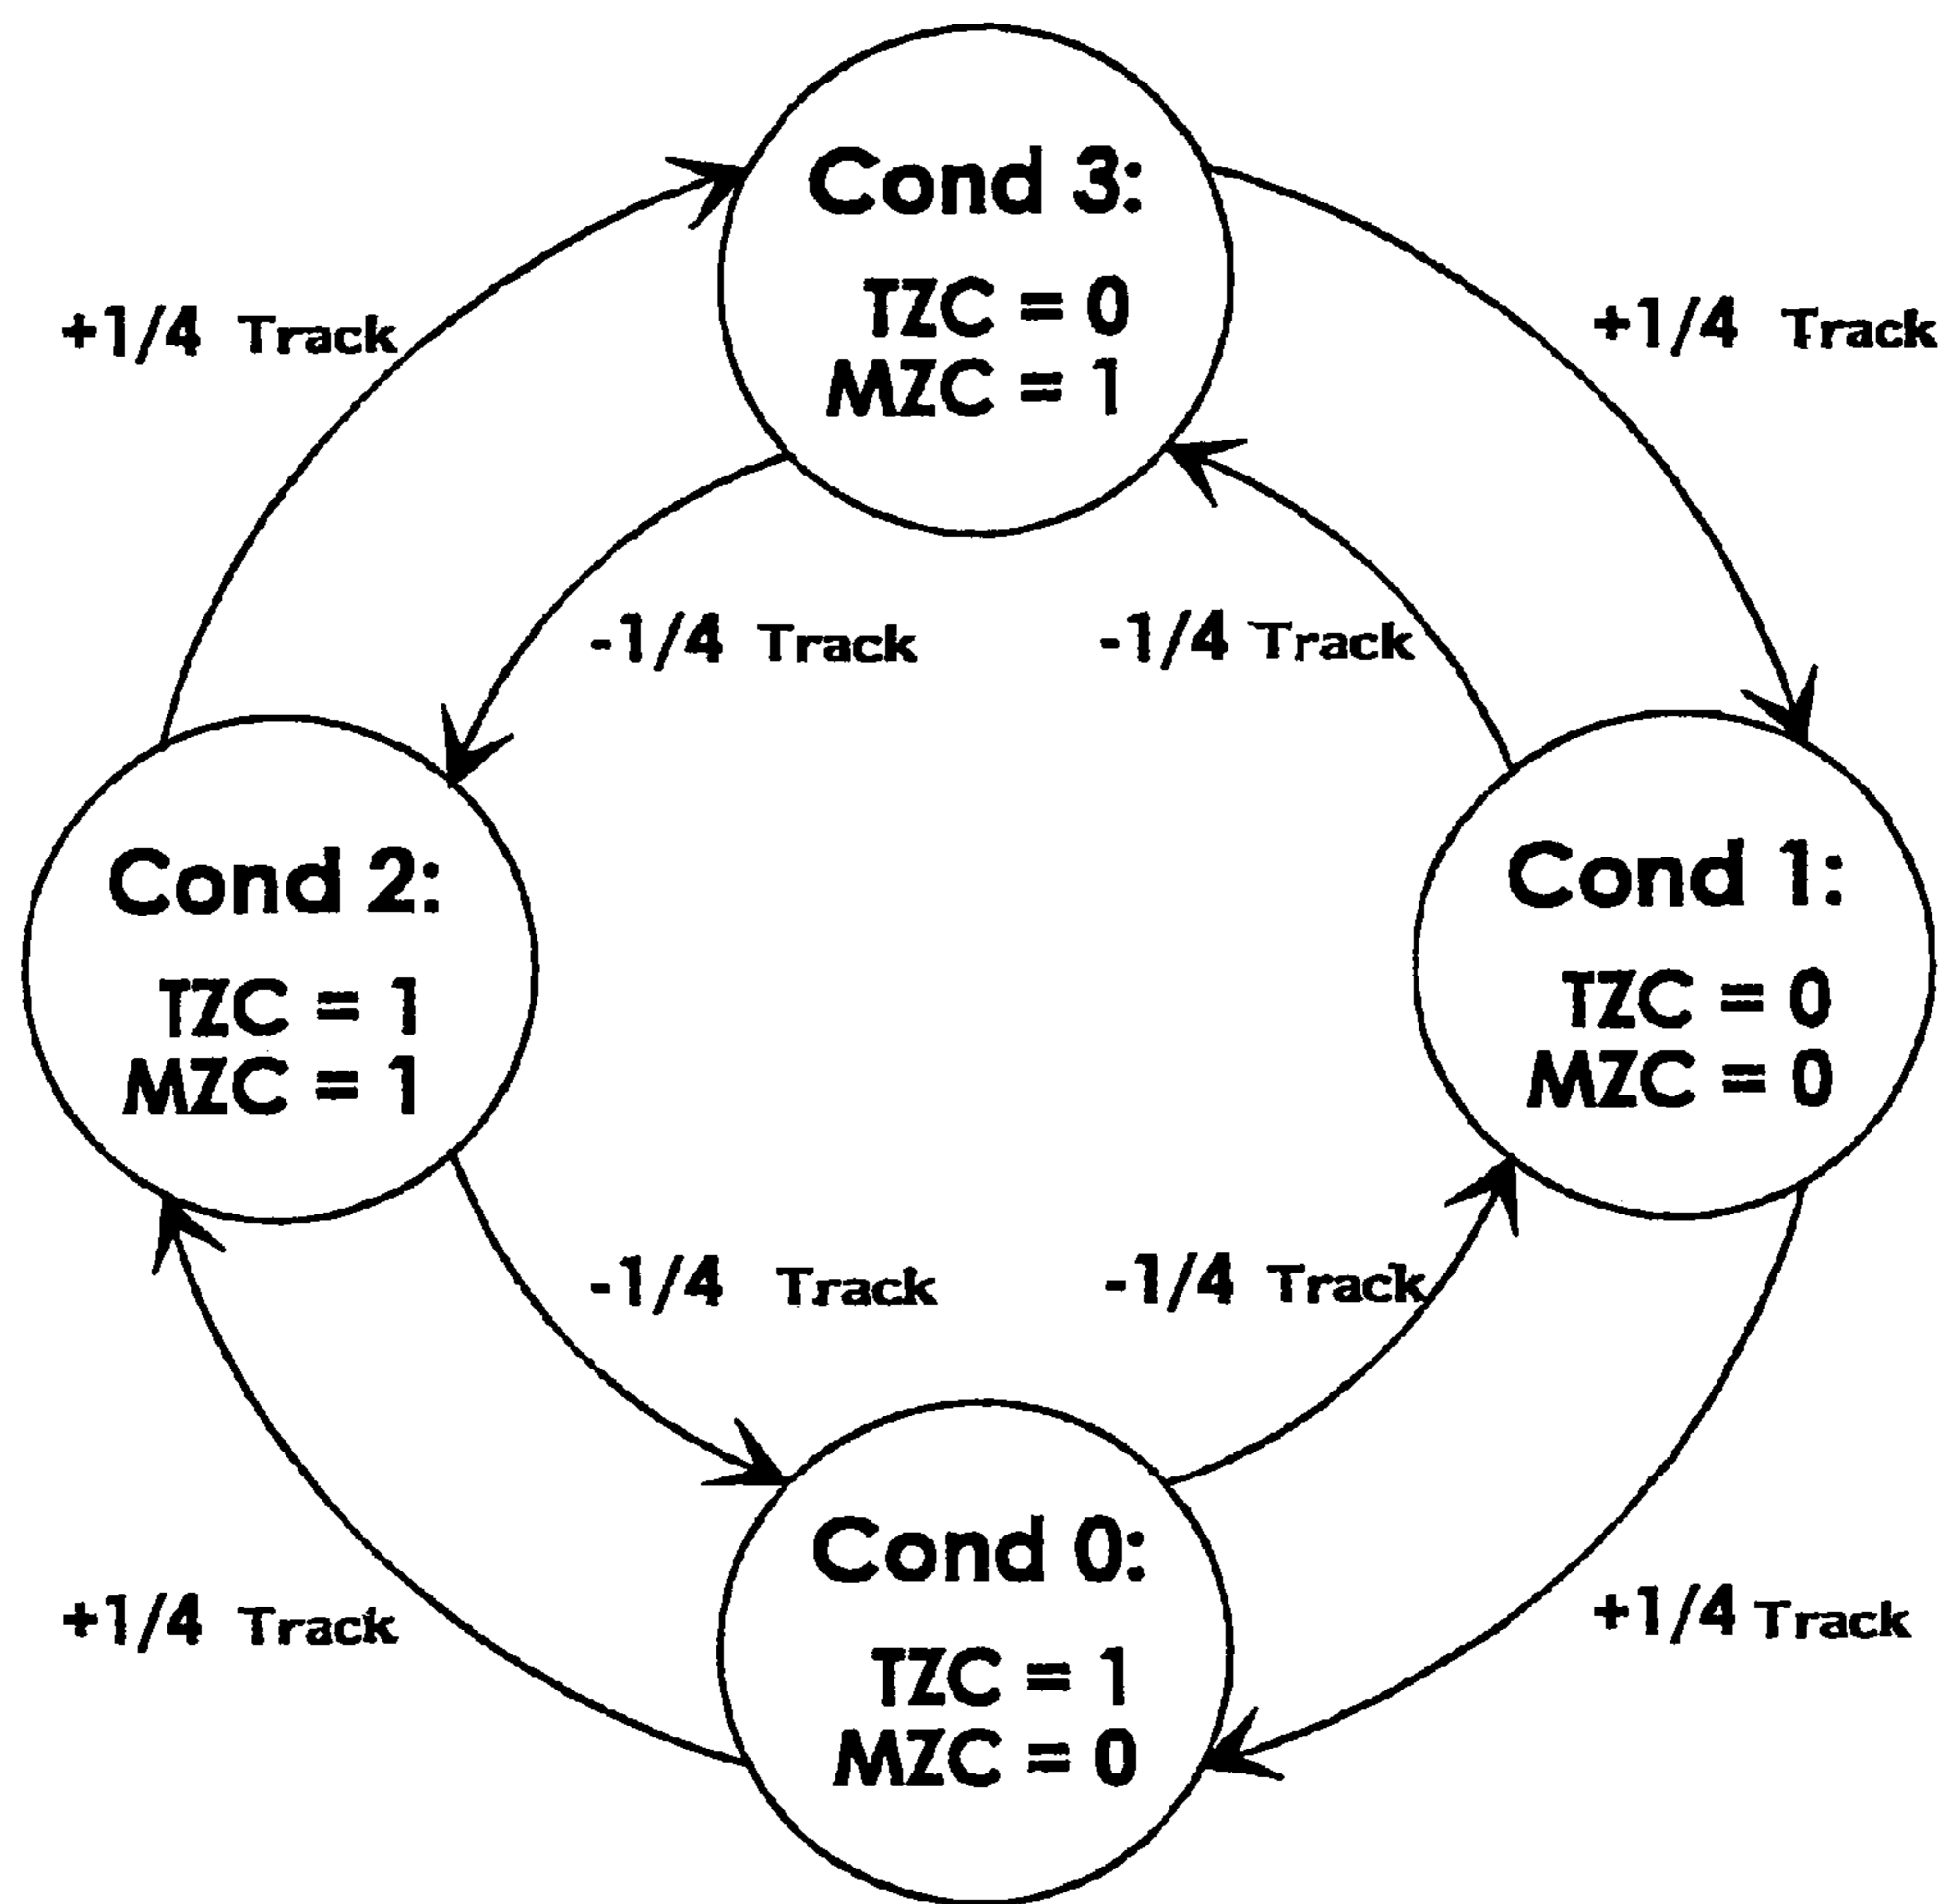 Cond 3:
TZC = 0
MZC = 1
+1/4 Track
+1/4 Track
-1/4 Track
-1/4 Track
Cond 2:
TZC = 1
MZC = 1
Cond 1:
TZC = 0
MZC = 0
-1/4 Track
-1/4 Track
Cond 0:
TZC = 1
MZC = 0
+1/4 Track
+1/4 Track